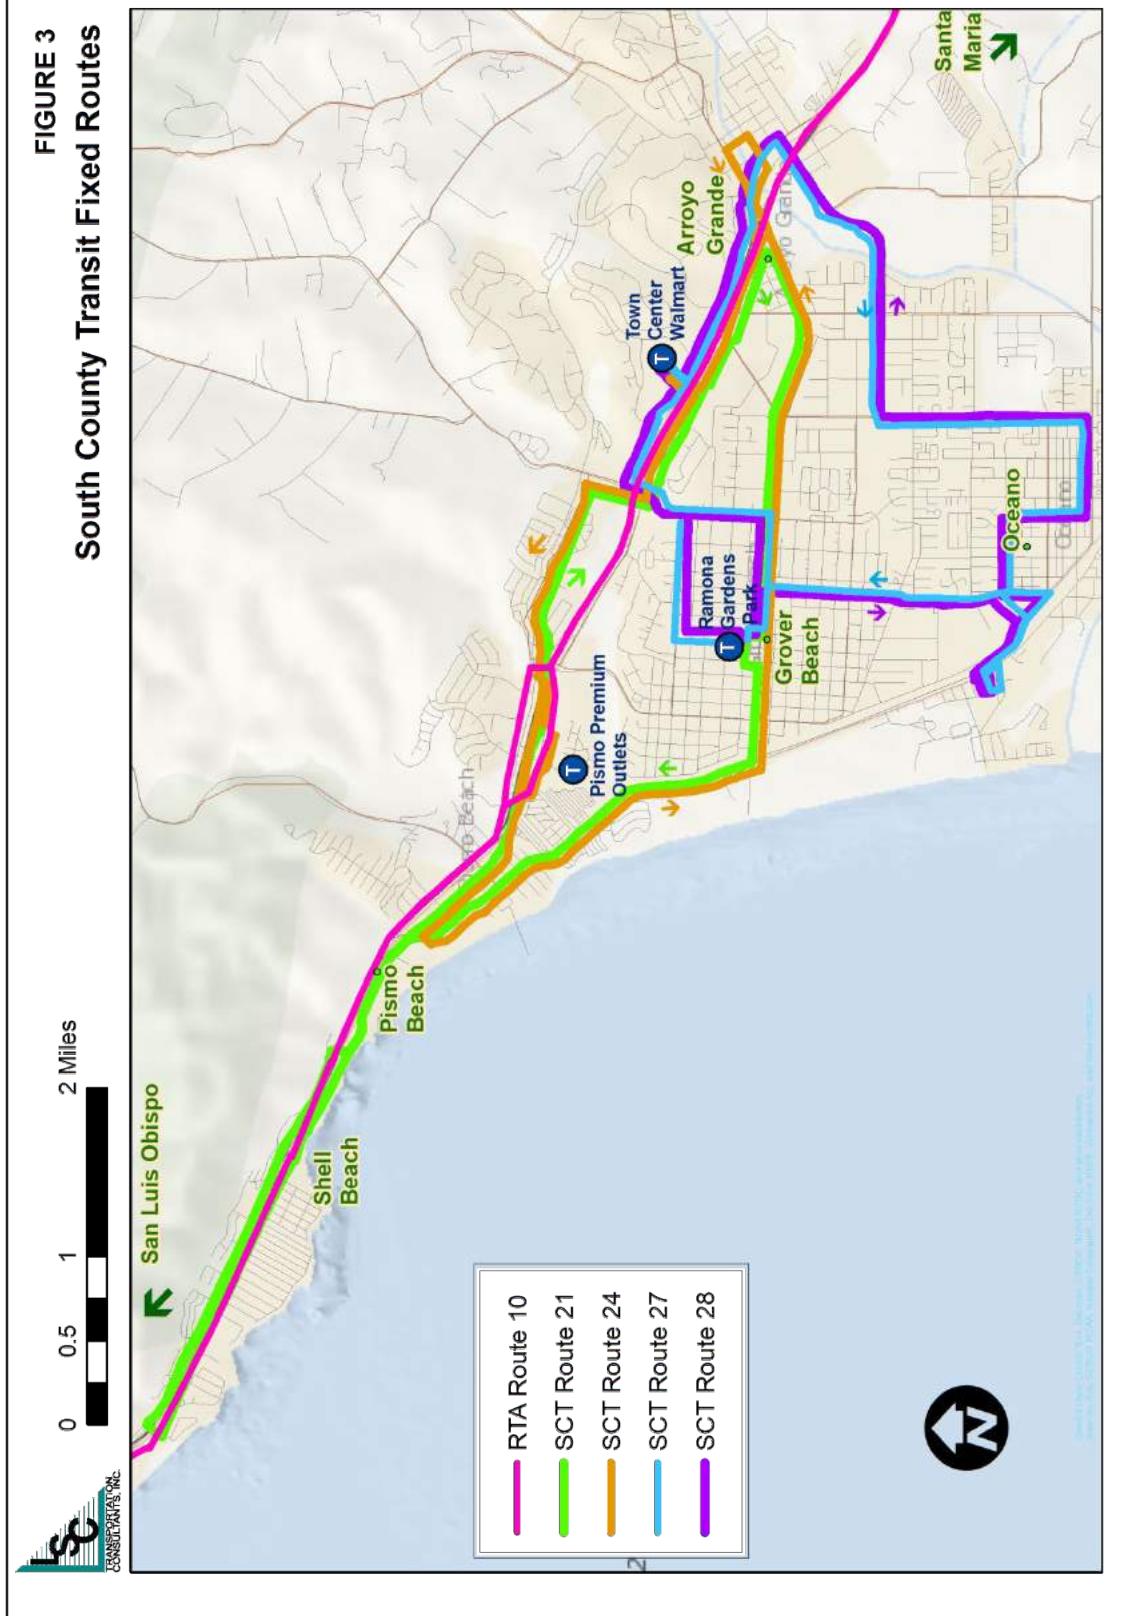 FIGURE 3
South County Transit Fixed Routes
LSC
TRANSPORTATION
CONSULTANTS, INC.
0 0.5 1 2 Miles
San Luis Obispo
Santa
Maria
Shell
Beach
Pismo
Beach
Pismo Premium
Outlets
T
Ramona
Gardens
Park
T
Grover
Beach
Town
Center
Walmart
T
Arroyo
Grande
Oceano
RTA Route 10
SCT Route 21
SCT Route 24
SCT Route 27
SCT Route 28
N
2